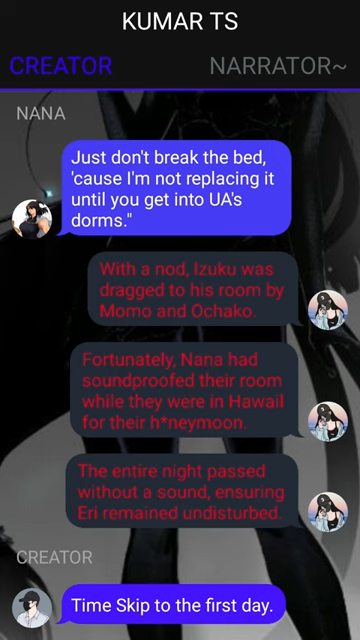 KUMAR TS
CREATOR
NARRATOR~
NANA
Just don't break the bed,
'cause I'm not replacing it
until you get into UA's
dorms."
With a nod, Izuku was
dragged to his room by
Momo and Ochako.
Fortunately, Nana had
soundproofed their room
while they were in Hawail
for their h*neymoon.
The entire night passed
without a sound, ensuring
Eri remained undisturbed.
CREATOR
Time Skip to the first day.